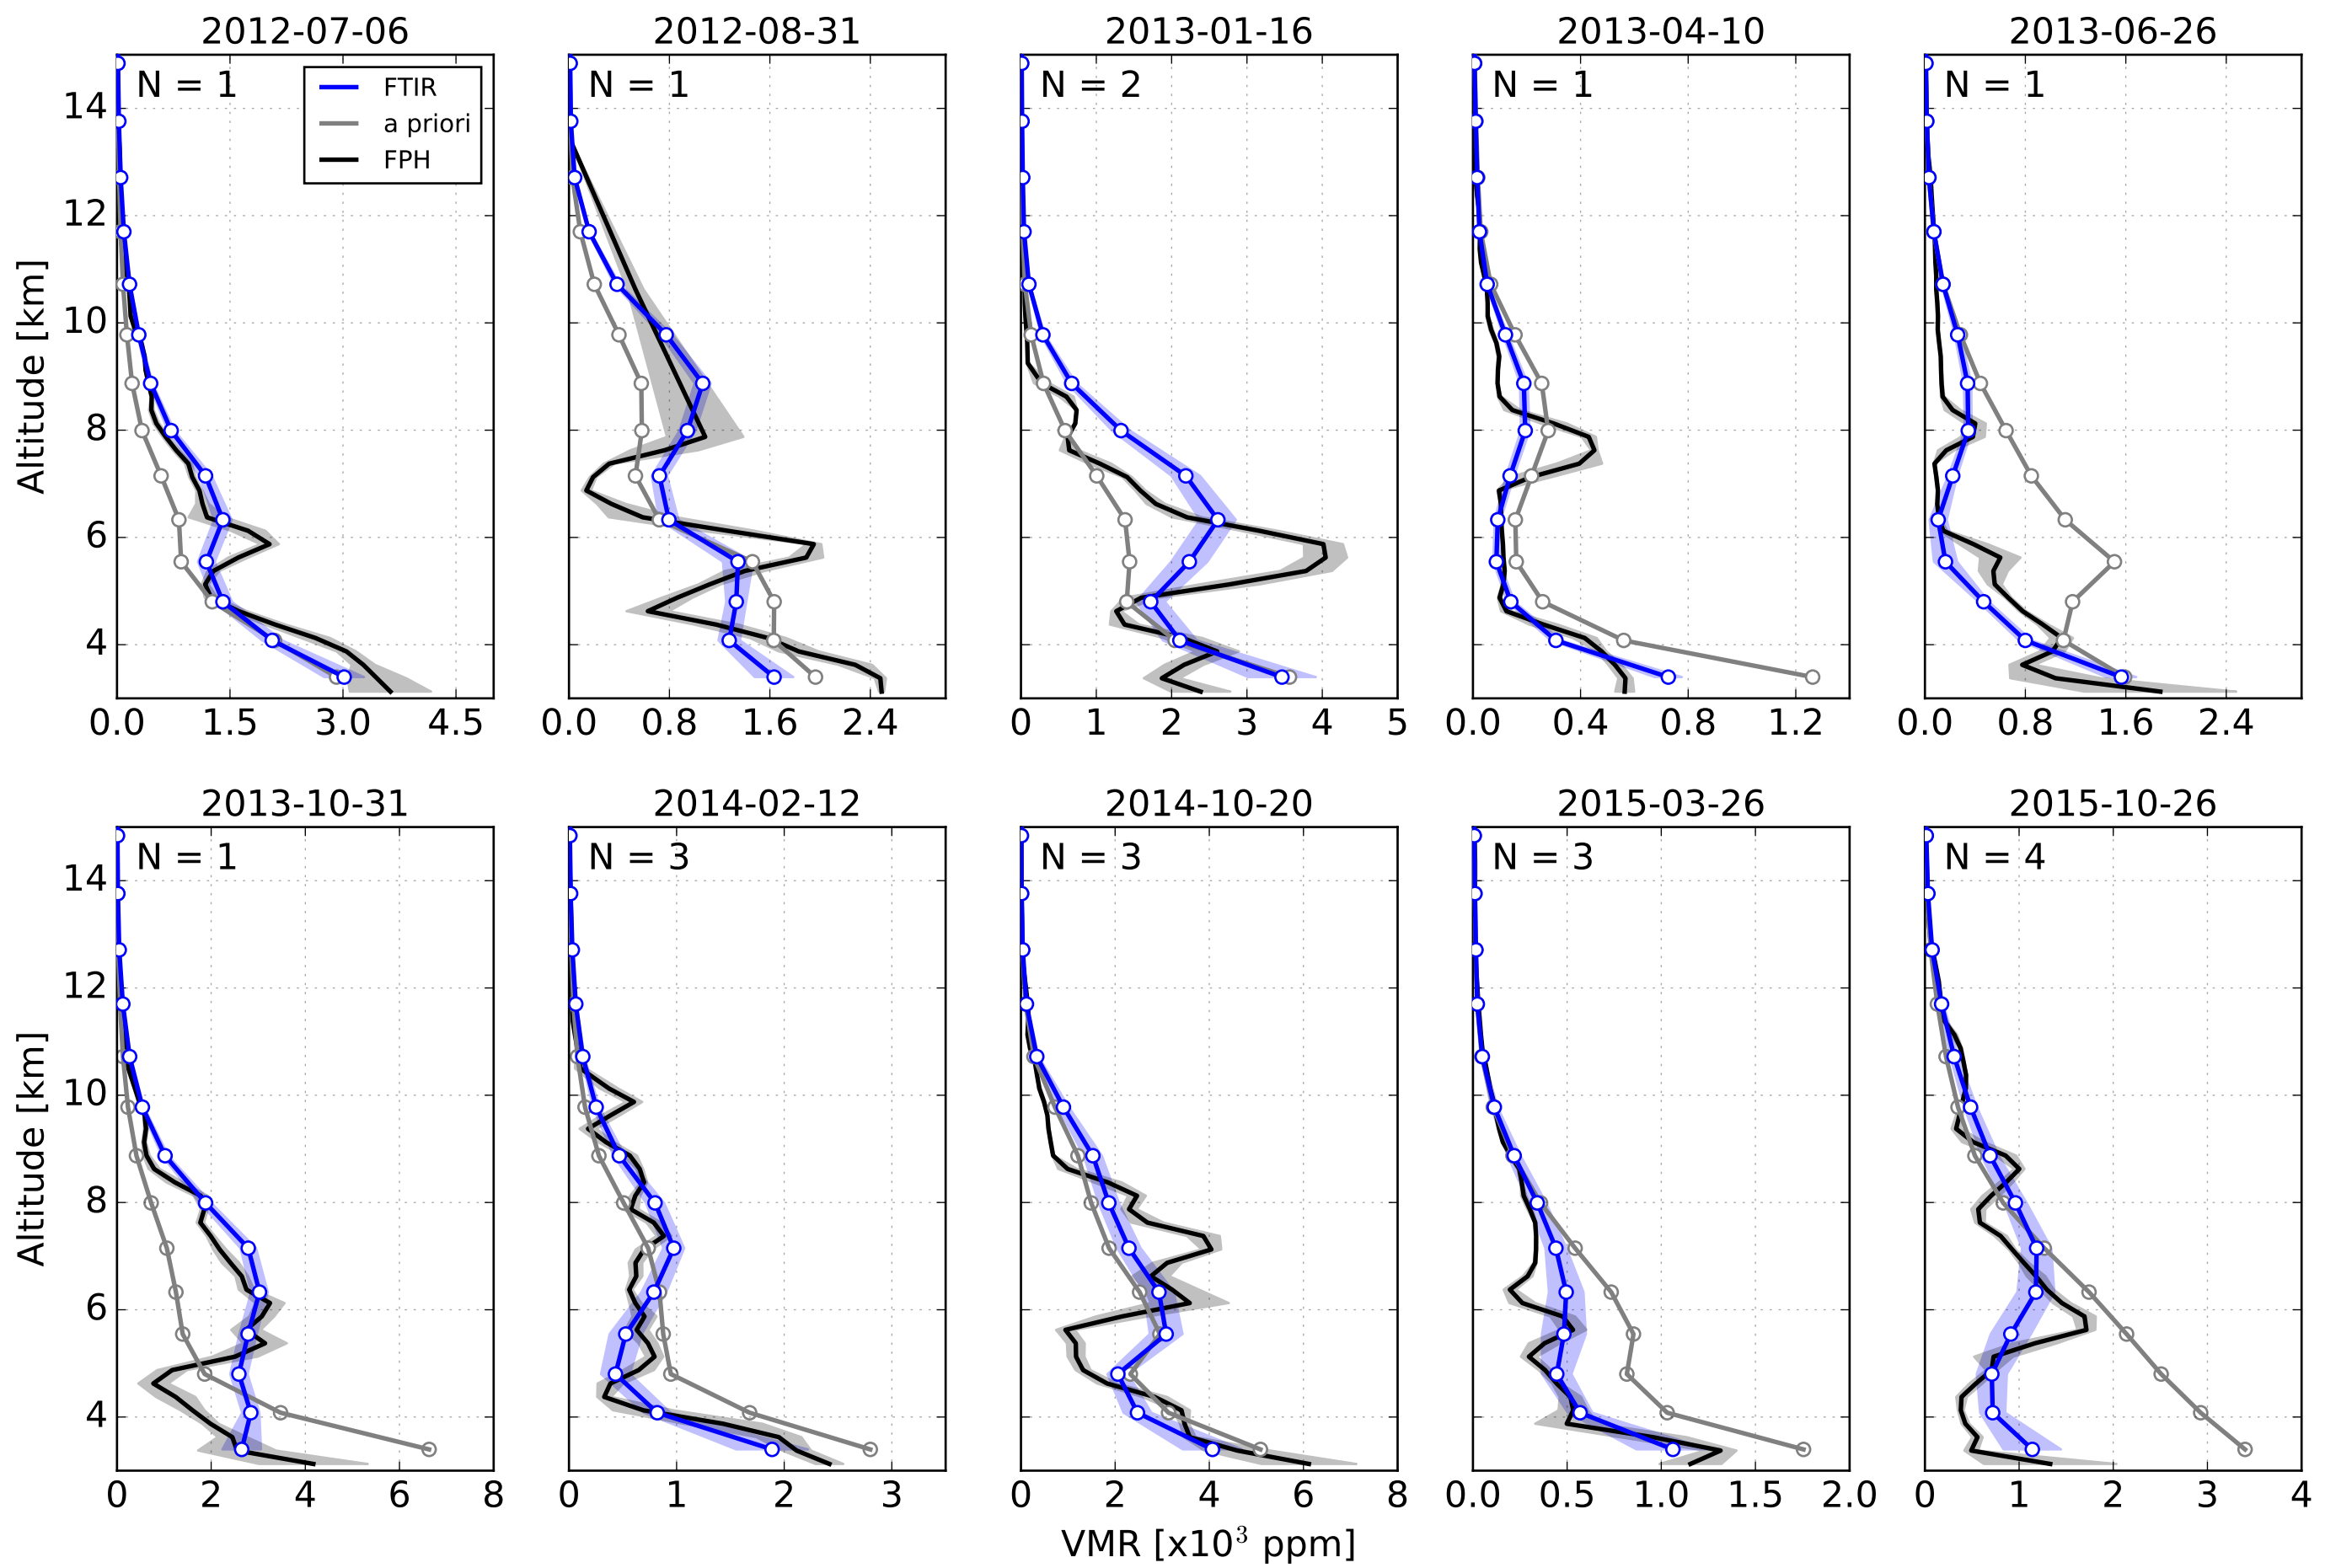 2012-07-06 2012-08-31 2013-01-16 2013-04-10 2013-06-26
N = 1 N = 1 N = 2 N = 1 N = 1
FTIR
a priori
FPH
Altitude [km]
14
12
10
8
6
4
0.0 1.5 3.0 4.5
0.0 0.8 1.6 2.4
0 1 2 3 4 5
0.0 0.4 0.8 1.2
0.0 0.8 1.6 2.4
2013-10-31 2014-02-12 2014-10-20 2015-03-26 2015-10-26
N = 1 N = 3 N = 3 N = 3 N = 4
Altitude [km]
14
12
10
8
6
4
0 2 4 6 8
0 1 2 3
0 2 4 6 8
0.0 0.5 1.0 1.5 2.0
0 1 2 3 4
VMR [x10³ ppm]